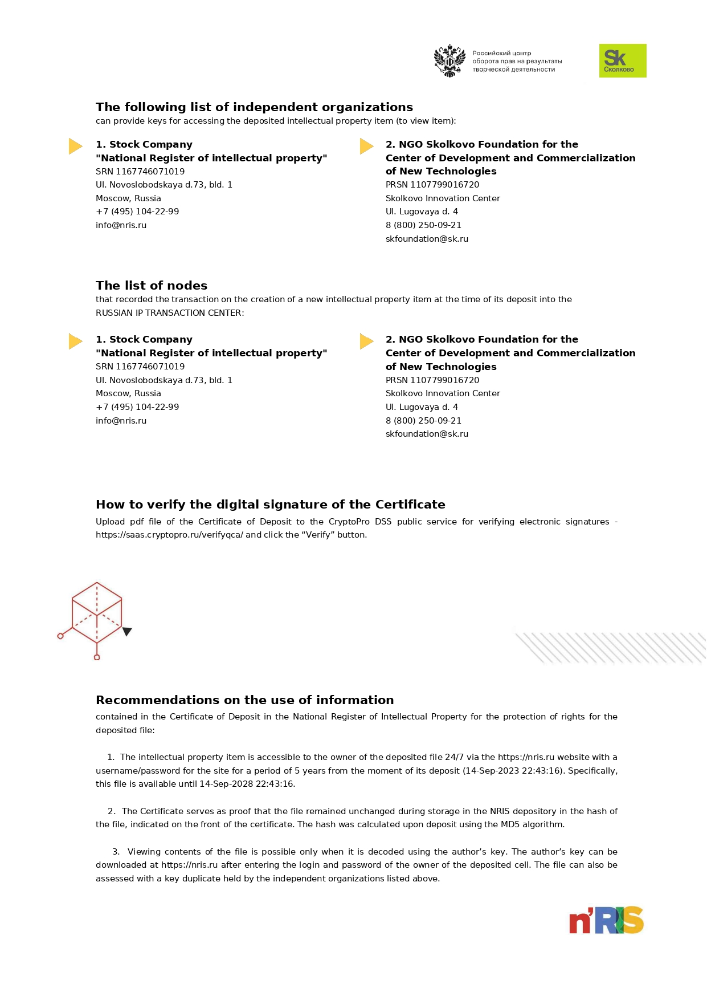 Российский центр
оборота прав на результаты
творческой деятельности
Sk
Сколково
The following list of independent organizations
can provide keys for accessing the deposited intellectual property item (to view item):
1. Stock Company
"National Register of intellectual property"
SRN 1167746071019
Ul. Novoslobodskaya d.73, bld. 1
Moscow, Russia
+7 (495) 104-22-99
info@nris.ru
2. NGO Skolkovo Foundation for the
Center of Development and Commercialization
of New Technologies
PRSN 1107799016720
Skolkovo Innovation Center
Ul. Lugovaya d. 4
8 (800) 250-09-21
skfoundation@sk.ru
The list of nodes
that recorded the transaction on the creation of a new intellectual property item at the time of its deposit into the
RUSSIAN IP TRANSACTION CENTER:
1. Stock Company
"National Register of intellectual property"
SRN 1167746071019
Ul. Novoslobodskaya d.73, bld. 1
Moscow, Russia
+7 (495) 104-22-99
info@nris.ru
2. NGO Skolkovo Foundation for the
Center of Development and Commercialization
of New Technologies
PRSN 1107799016720
Skolkovo Innovation Center
Ul. Lugovaya d. 4
8 (800) 250-09-21
skfoundation@sk.ru
How to verify the digital signature of the Certificate
Upload pdf file of the Certificate of Deposit to the CryptoPro DSS public service for verifying electronic signatures -
https://saas.cryptopro.ru/verifyqca/ and click the “Verify” button.
Recommendations on the use of information
contained in the Certificate of Deposit in the National Register of Intellectual Property for the protection of rights for the
deposited file:
1. The intellectual property item is accessible to the owner of the deposited file 24/7 via the https://nris.ru website with a
username/password for the site for a period of 5 years from the moment of its deposit (14-Sep-2023 22:43:16). Specifically,
this file is available until 14-Sep-2028 22:43:16.
2. The Certificate serves as proof that the file remained unchanged during storage in the NRIS depository in the hash of
the file, indicated on the front of the certificate. The hash was calculated upon deposit using the MD5 algorithm.
3. Viewing contents of the file is possible only when it is decoded using the author’s key. The author’s key can be
downloaded at https://nris.ru after entering the login and password of the owner of the deposited cell. The file can also be
assessed with a key duplicate held by the independent organizations listed above.
n’RIS